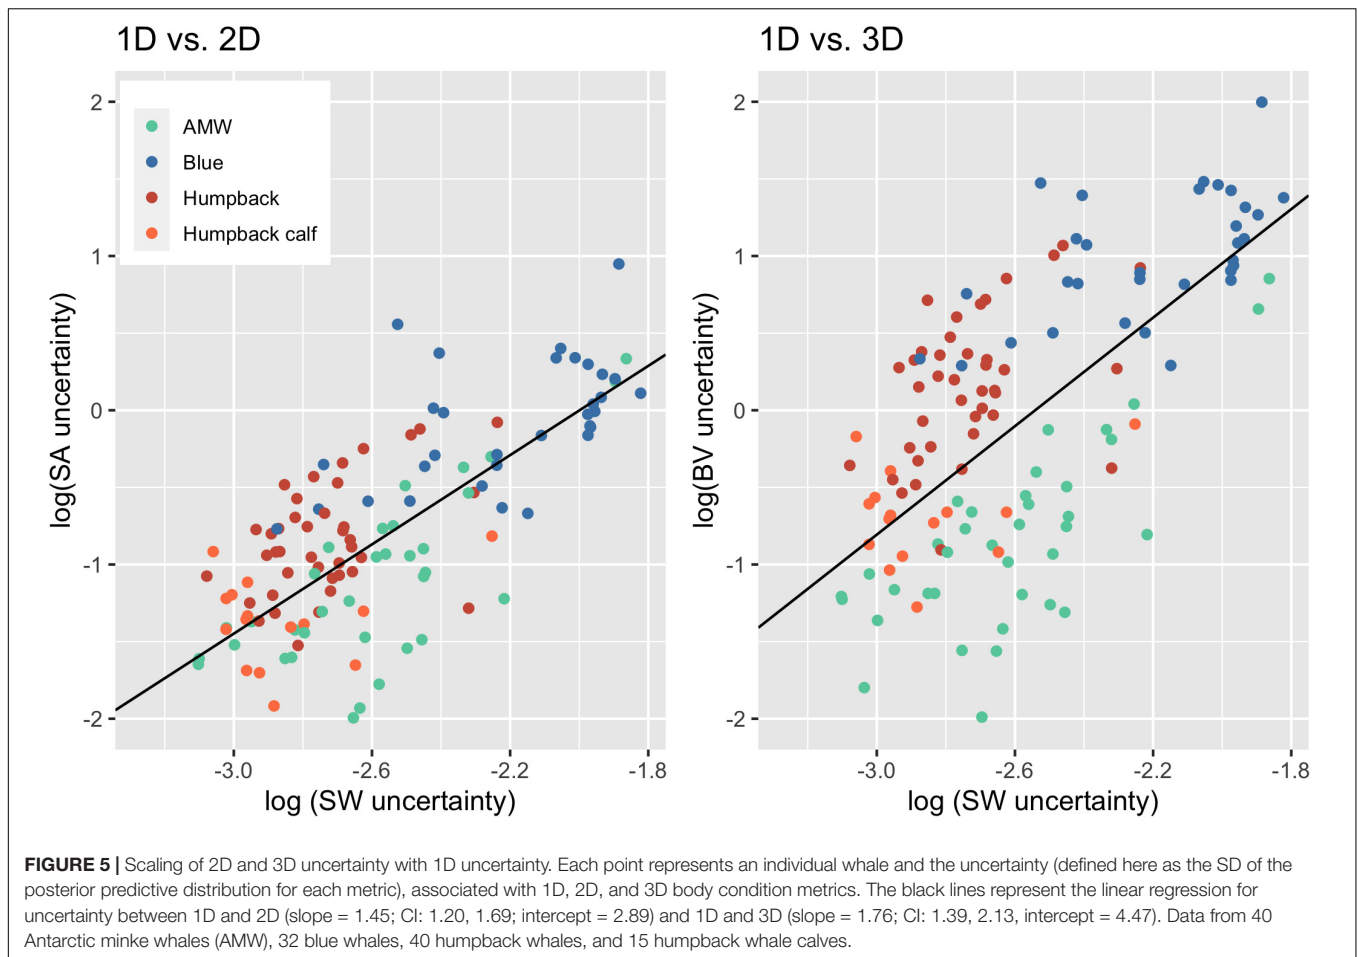 1D vs. 2D
1D vs. 3D
AMW
Blue
Humpback
Humpback calf
log(SA uncertainty)
2
1
0
-1
-2
-3.0
-2.6
-2.2
-1.8
log (SW uncertainty)
log(BV uncertainty)
2
1
0
-1
-2
-3.0
-2.6
-2.2
-1.8
log (SW uncertainty)
FIGURE 5 | Scaling of 2D and 3D uncertainty with 1D uncertainty. Each point represents an individual whale and the uncertainty (defined here as the SD of the
posterior predictive distribution for each metric), associated with 1D, 2D, and 3D body condition metrics. The black lines represent the linear regression for
uncertainty between 1D and 2D (slope = 1.45; CI: 1.20, 1.69; intercept = 2.89) and 1D and 3D (slope = 1.76; CI: 1.39, 2.13, intercept = 4.47). Data from 40
Antarctic minke whales (AMW), 32 blue whales, 40 humpback whales, and 15 humpback whale calves.